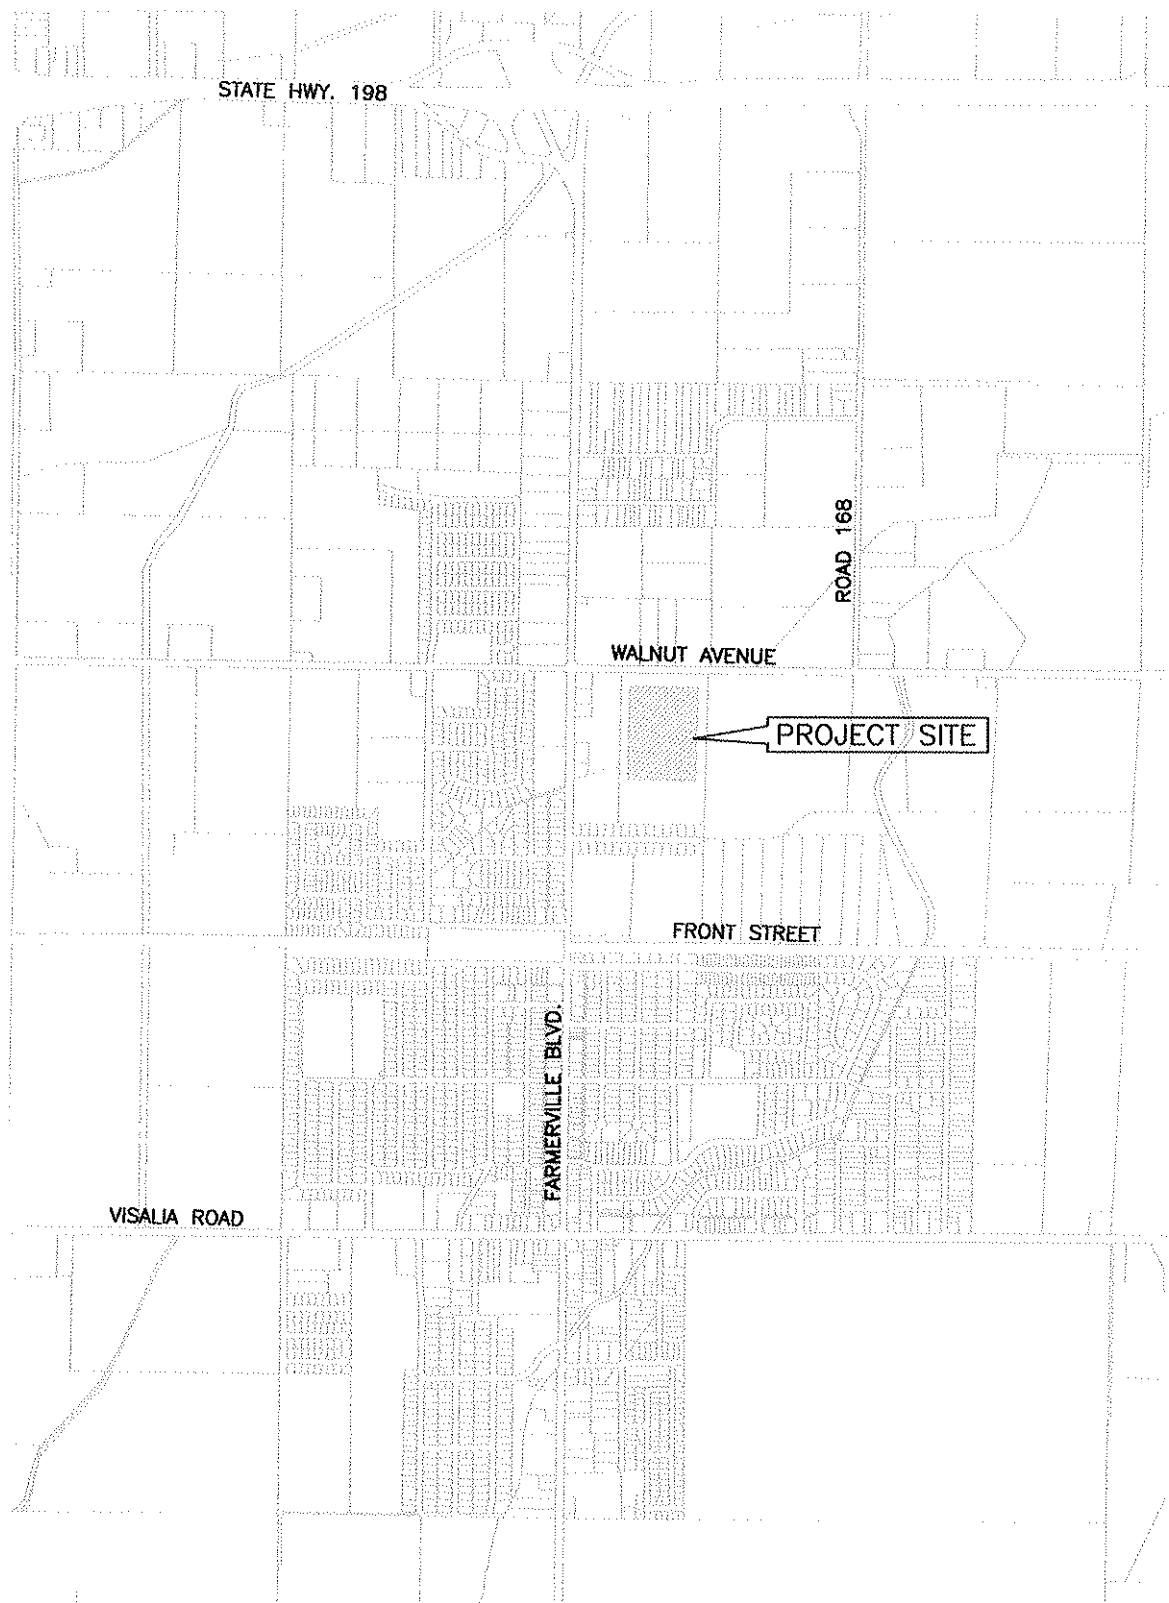 STATE HWY. 198
ROAD 168
WALNUT AVENUE
PROJECT SITE
FRONT STREET
FARMERVILLE BLVD.
VISALIA ROAD